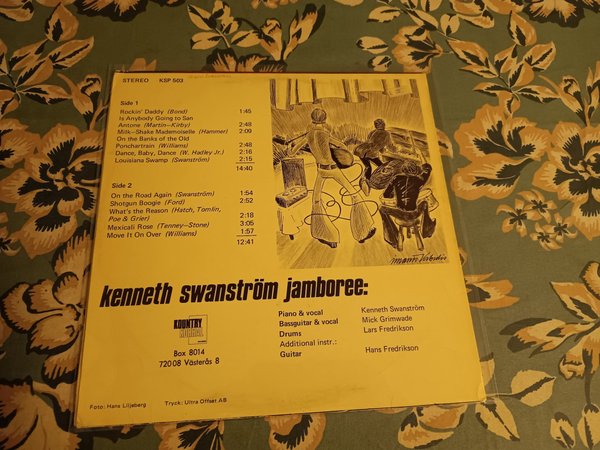 STEREO KSP 503
Side 1
Rockin' Daddy (Bond) 1:45
Is Anybody Going to San
Antone (Martin–Kirby) 2:48
Milk–Shake Mademoiselle (Hammer) 2:09
On the Banks of the Old
Ponchartrain (Williams) 2:48
Dance, Baby, Dance (W. Hadley Jr.) 2:16
Louisiana Swamp (Swanström) 2:15
14:40
Side 2
On the Road Again (Swanström) 1:54
Shotgun Boogie (Ford) 2:52
What's the Reason (Hatch, Tomlin,
Poe & Grier) 2:18
Mexicali Rose (Tenney–Stone) 3:05
Move It On Over (Williams) 1:57
12:41
kenneth swanström jamboree:
Piano & vocal Kenneth Swanström
Bassguitar & vocal Mick Grimwade
Drums Lars Fredrikson
Additional instr.:
Guitar Hans Fredrikson
KOUNTRY
KORRAL
Box 8014
720 08 Västerås 8
Foto: Hans Liljeberg Tryck: Ultra Offset AB